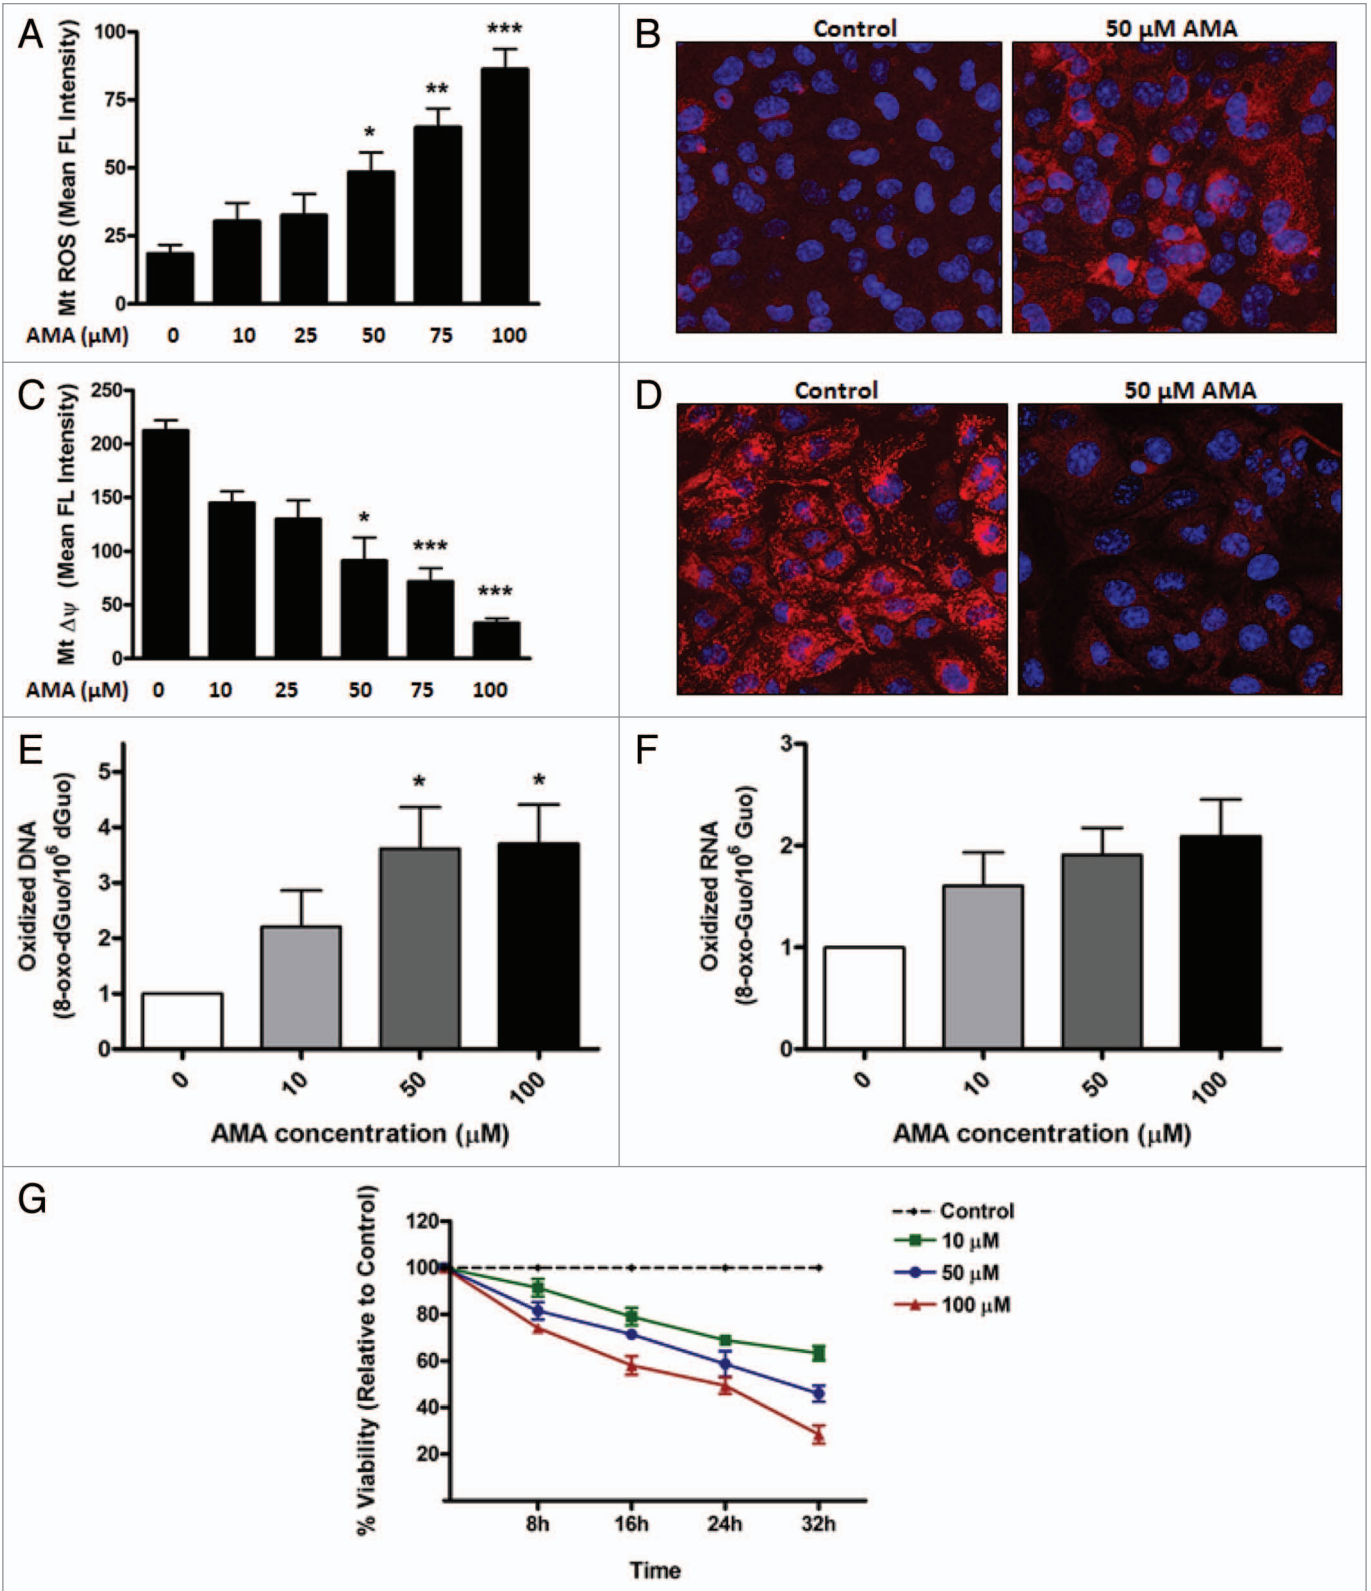 A
Mt ROS (Mean FL Intensity)
100
75
50
25
0
*
**
***
AMA (μM) 0 10 25 50 75 100
B
Control 50 μM AMA
C
Mt Δψ (Mean FL Intensity)
250
200
150
100
50
0
*
***
***
AMA (μM) 0 10 25 50 75 100
D
Control 50 μM AMA
E
Oxidized DNA
(8-oxo-dGuo/10⁶ dGuo)
5
4
3
2
1
0
* *
0 10 50 100
AMA concentration (μM)
F
Oxidized RNA
(8-oxo-Guo/10⁶ Guo)
3
2
1
0
0 10 50 100
AMA concentration (μM)
G
% Viability (Relative to Control)
120
100
80
60
40
20
8h 16h 24h 32h
Time
Control
10 μM
50 μM
100 μM